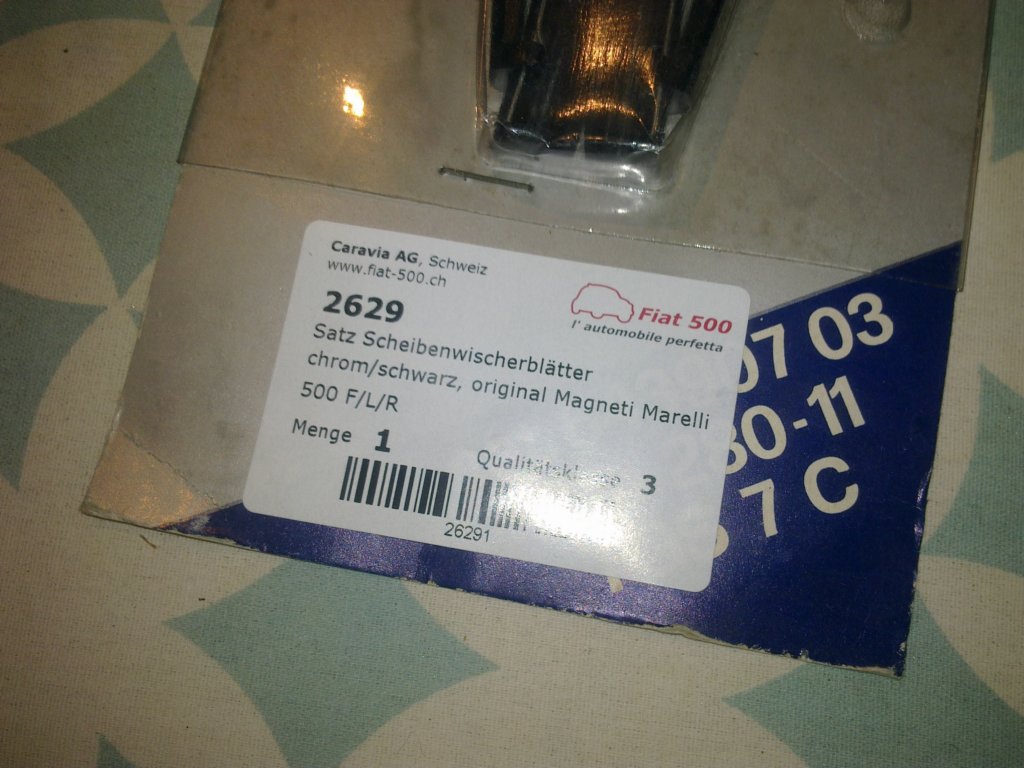 Caravia AG, Schweiz
www.fiat-500.ch
2629
Satz Scheibenwischerblätter
chrom/schwarz, original Magneti Marelli
500 F/L/R
Menge 1
Qualitätsklasse 3
26291
Fiat 500
l' automobile perfetta
07 03
30-11
7 C